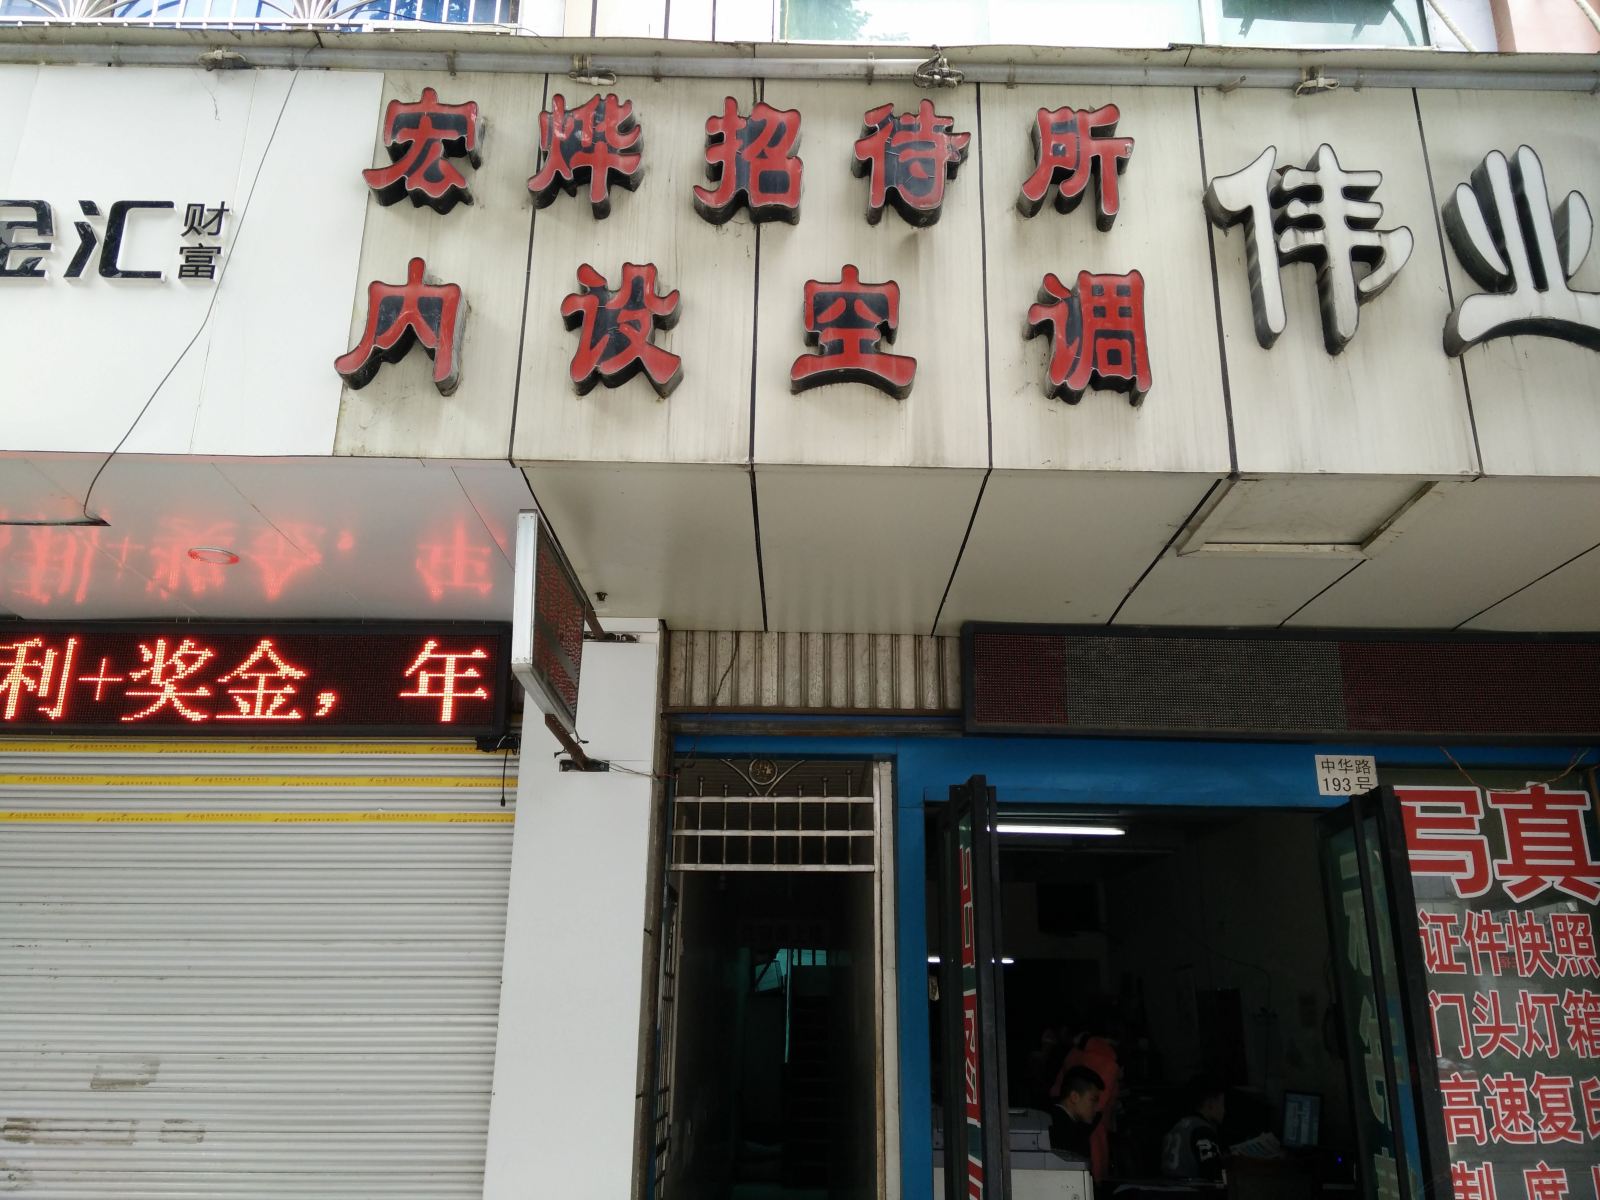 金汇
财富
宏烨招待所
内设空调
伟业
利+奖金，年
中华路
193号
写真
证件快照
门头灯箱
高速复印